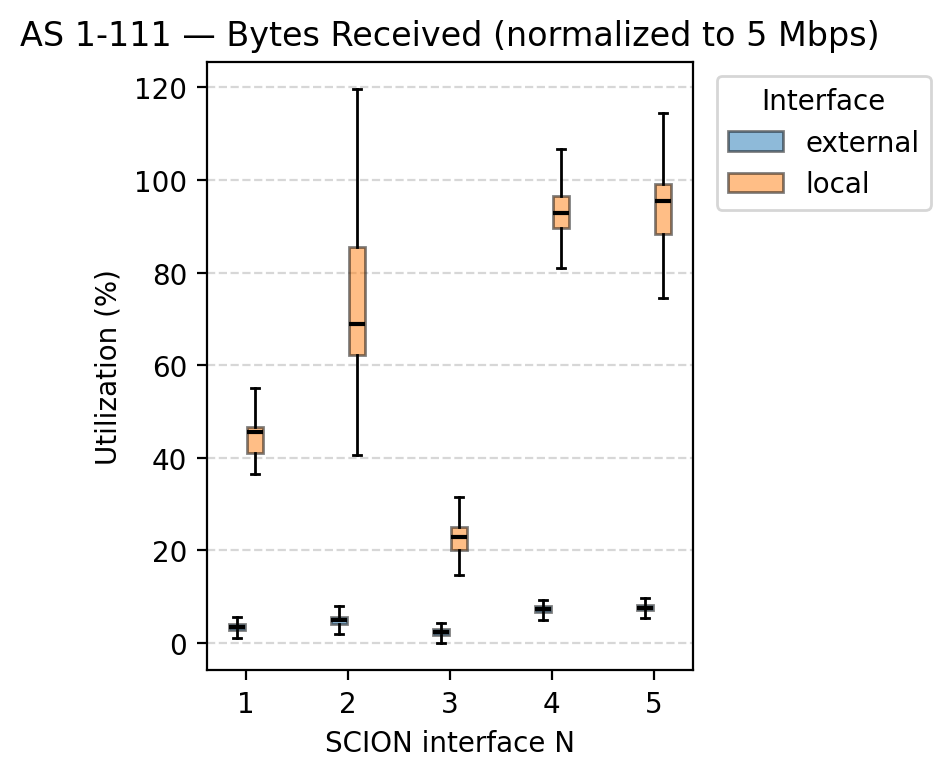 AS 1-111 — Bytes Received (normalized to 5 Mbps)
Interface
external
local
Utilization (%)
120
100
80
60
40
20
0
1 2 3 4 5
SCION interface N